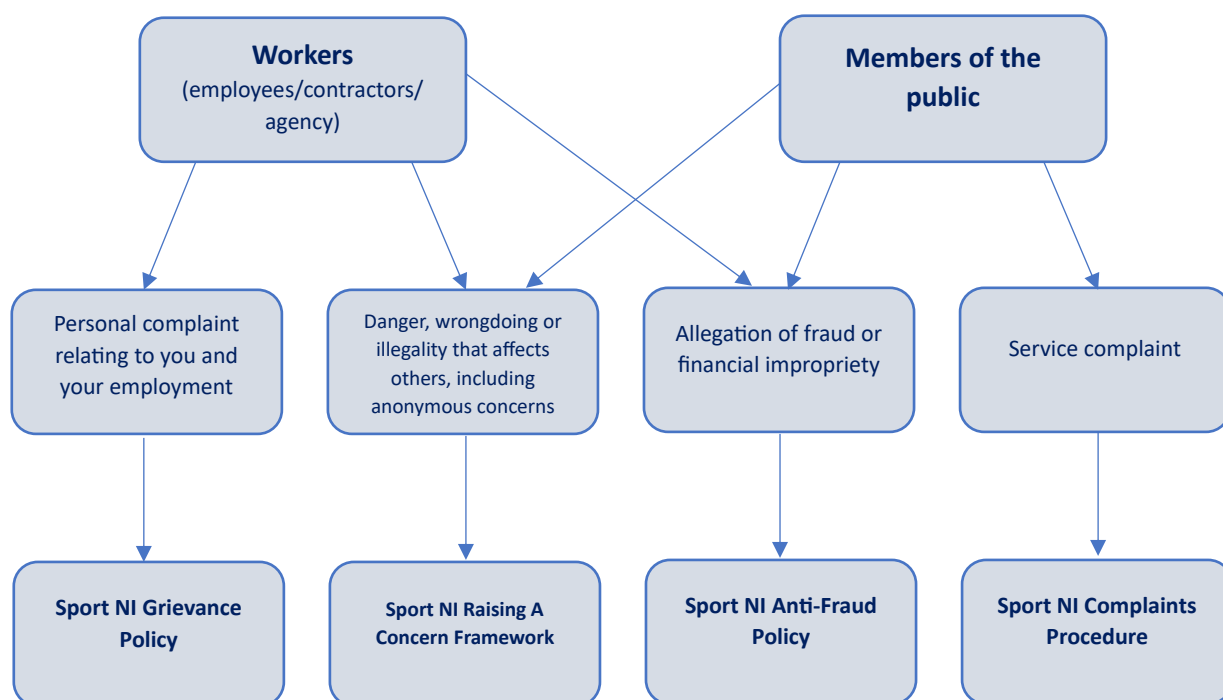 Workers
(employees/contractors/
agency)
Members of the
public
Personal complaint
relating to you and
your employment
Danger, wrongdoing or
illegality that affects
others, including
anonymous concerns
Allegation of fraud or
financial impropriety
Service complaint
Sport NI Grievance
Policy
Sport NI Raising A
Concern Framework
Sport NI Anti-Fraud
Policy
Sport NI Complaints
Procedure